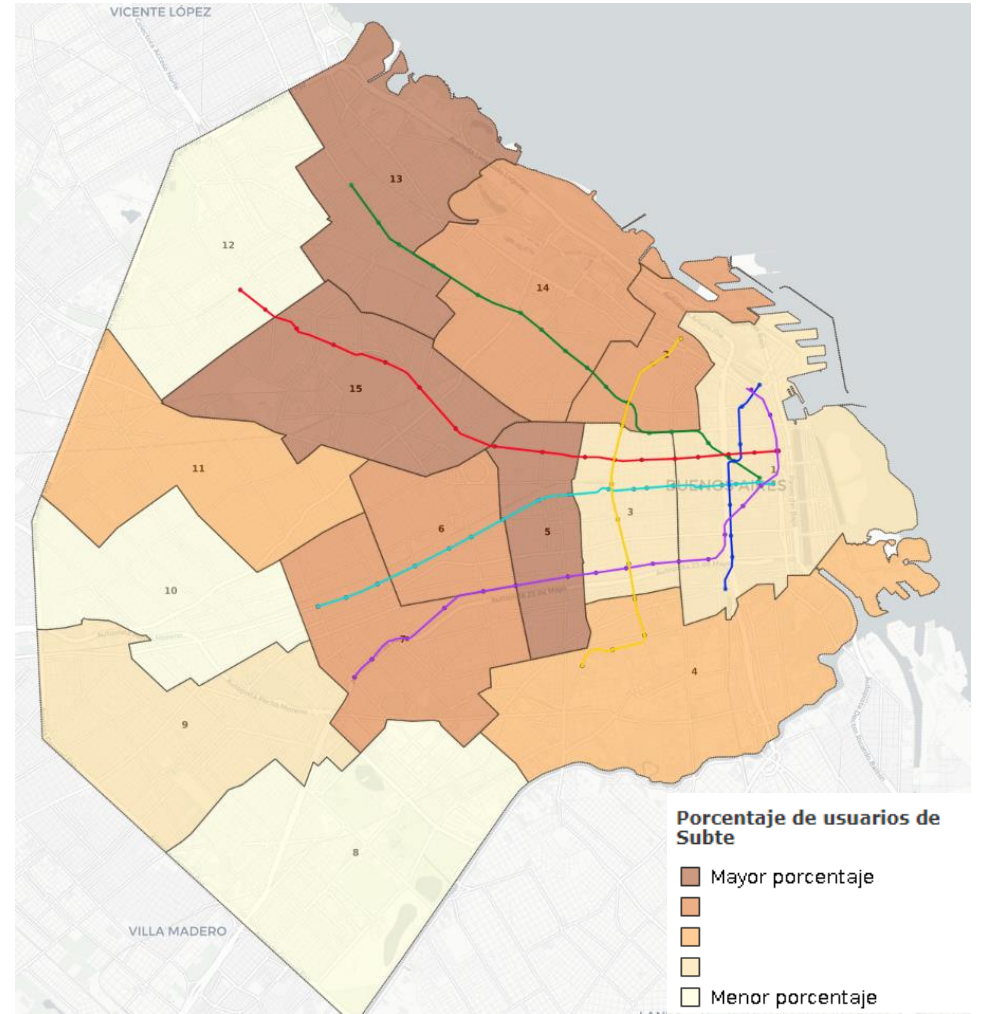 VICENTE LÓPEZ
13
12
14
2
15
11
1
BUENOS AIRES
3
6
5
10
7
4
9
8
VILLA MADERO
Porcentaje de usuarios de
Subte
Mayor porcentaje
Menor porcentaje